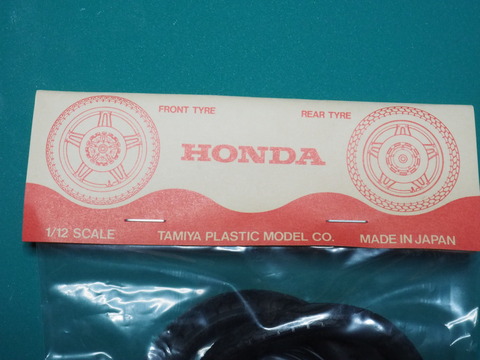 FRONT TYRE
REAR TYRE
HONDA
1/12 SCALE
TAMIYA PLASTIC MODEL CO.
MADE IN JAPAN